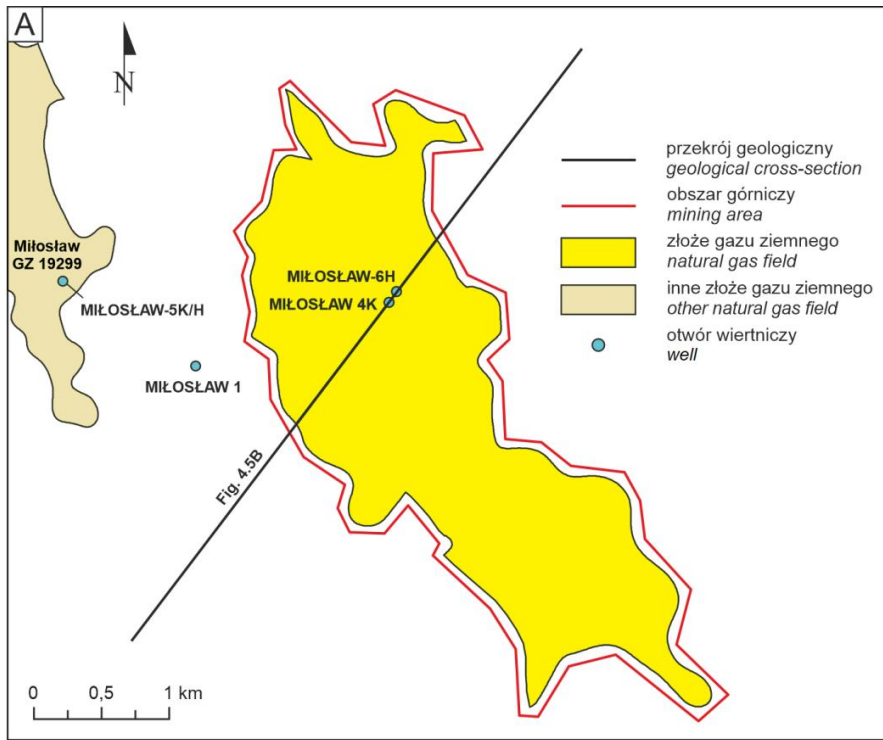 A
N
Miłosław
GZ 19299
MIŁOSŁAW-5K/H
MIŁOSŁAW 1
MIŁOSŁAW-6H
MIŁOSŁAW 4K
Fig. 4.5B
przekrój geologiczny
geological cross-section
obszar górniczy
mining area
złoże gazu ziemnego
natural gas field
inne złoże gazu ziemnego
other natural gas field
otwór wiertniczy
well
0 0,5 1 km